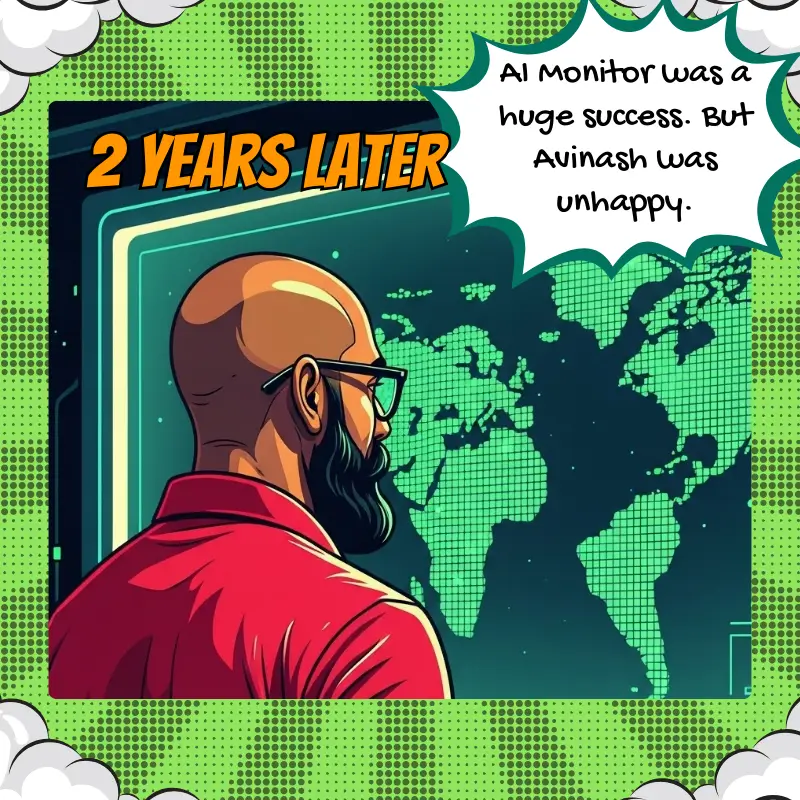 2 YEARS LATER
AI Monitor was a
huge success. But
Avinash was
unhappy.